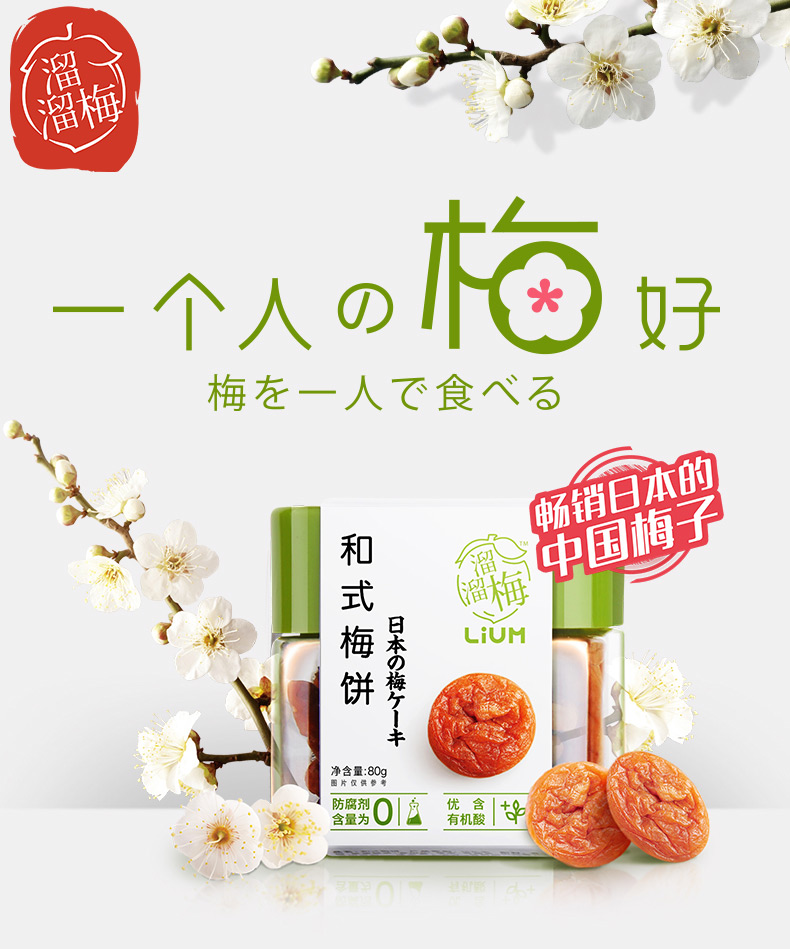 溜
溜梅
一个人の梅好
梅を一人で食べる
畅销日本的
中国梅子
和式梅饼
日本の梅ケーキ
溜
溜梅
TM
LiUM
净含量:80g
图片仅供参考
防腐剂
含量为0
优含
有机酸